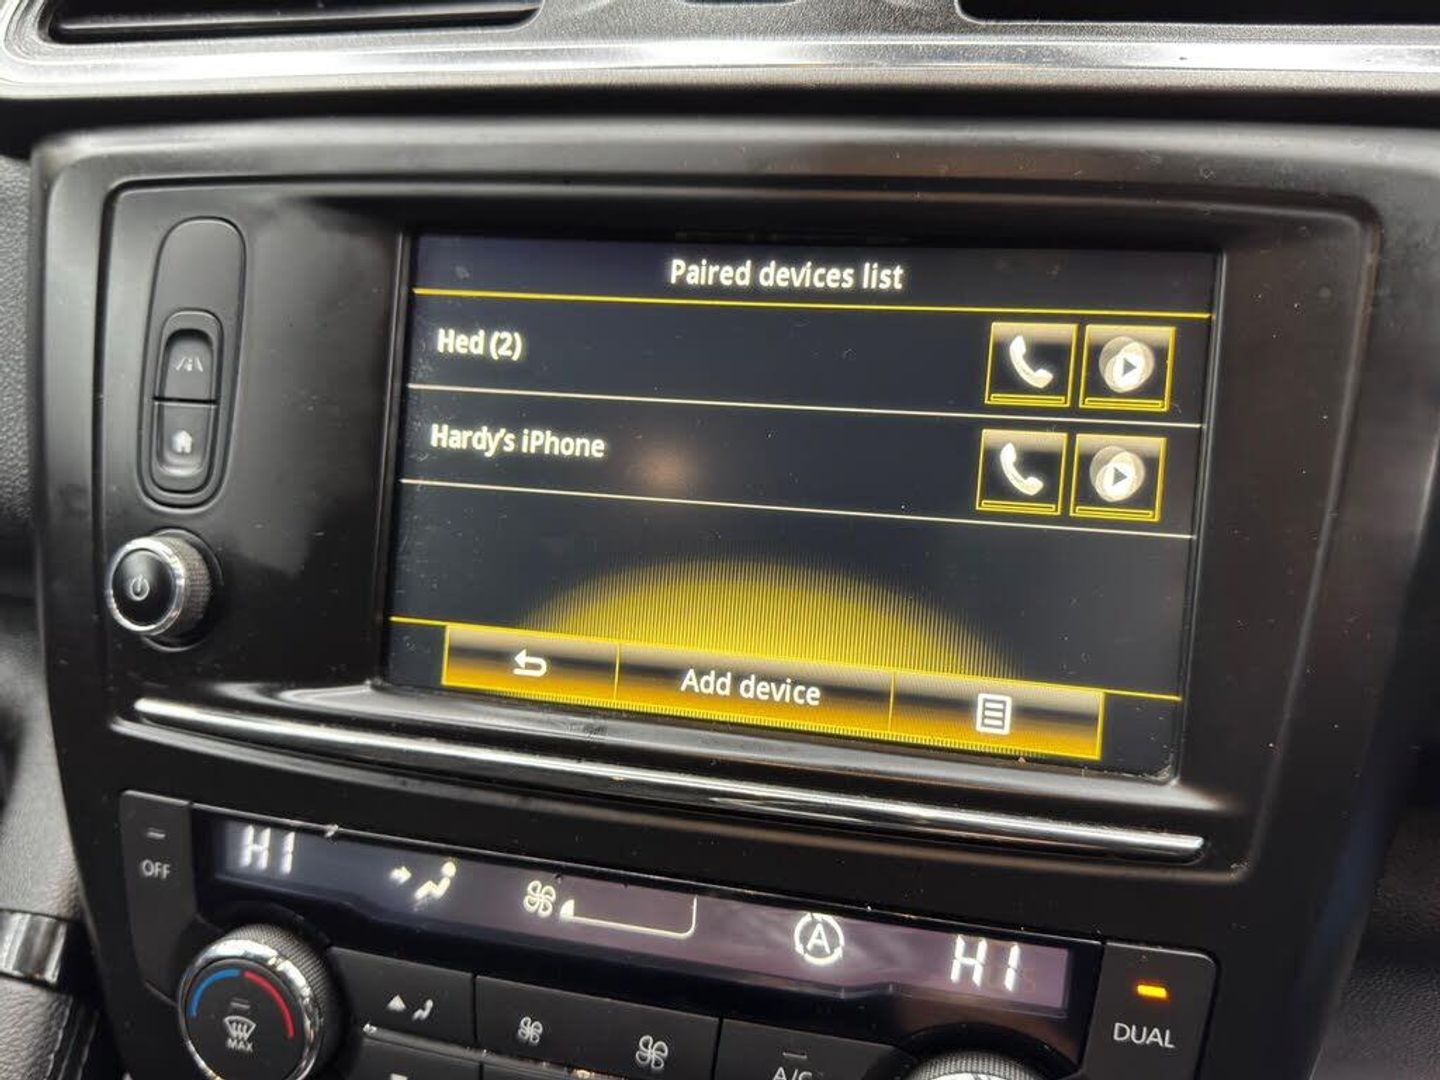 Paired devices list
Hed (2)
Hardy's iPhone
Add device
OFF
HI
A
HI
MAX
DUAL
A/C